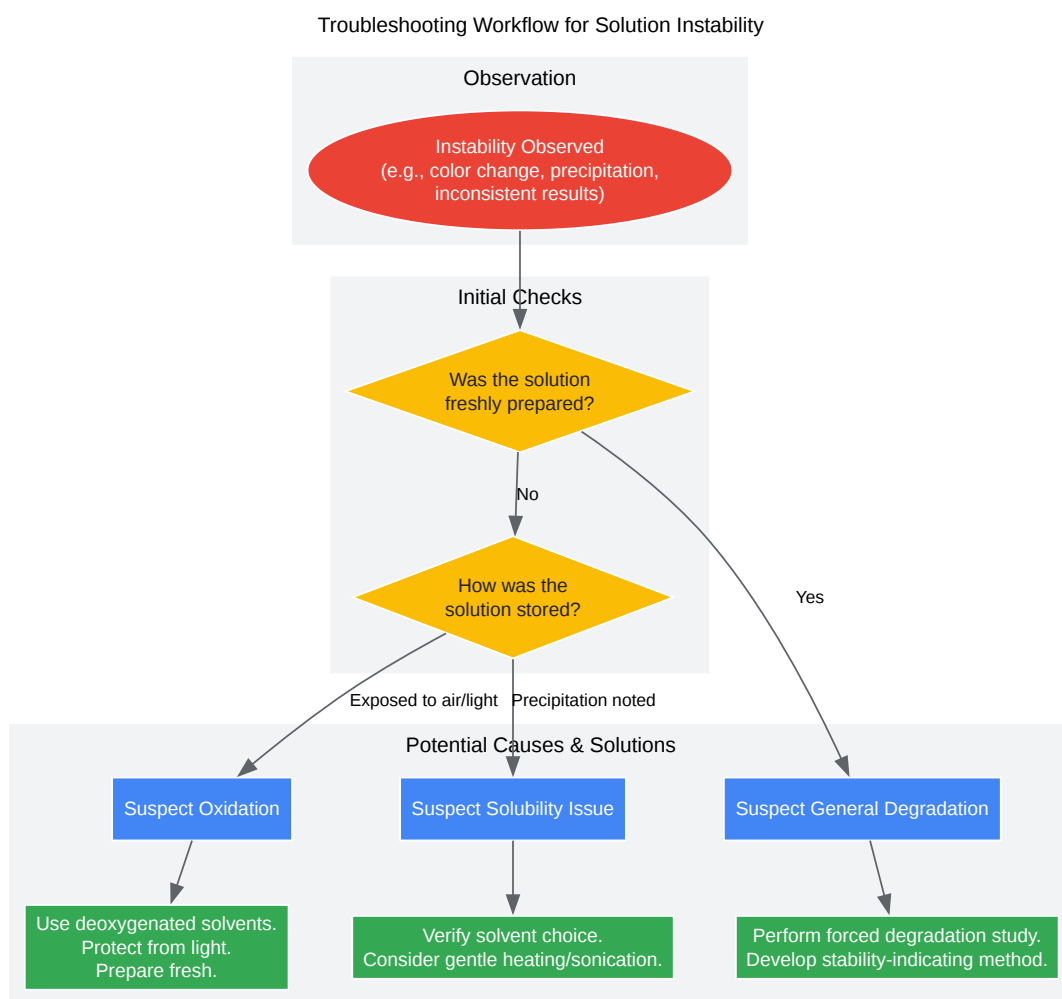 Troubleshooting Workflow for Solution Instability
Observation
Instability Observed
(e.g., color change, precipitation,
inconsistent results)
Initial Checks
Was the solution
freshly prepared?
No
How was the
solution stored?
Yes
Exposed to air/light
Precipitation noted
Potential Causes & Solutions
Suspect Oxidation
Suspect Solubility Issue
Suspect General Degradation
Use deoxygenated solvents.
Protect from light.
Prepare fresh.
Verify solvent choice.
Consider gentle heating/sonication.
Perform forced degradation study.
Develop stability-indicating method.